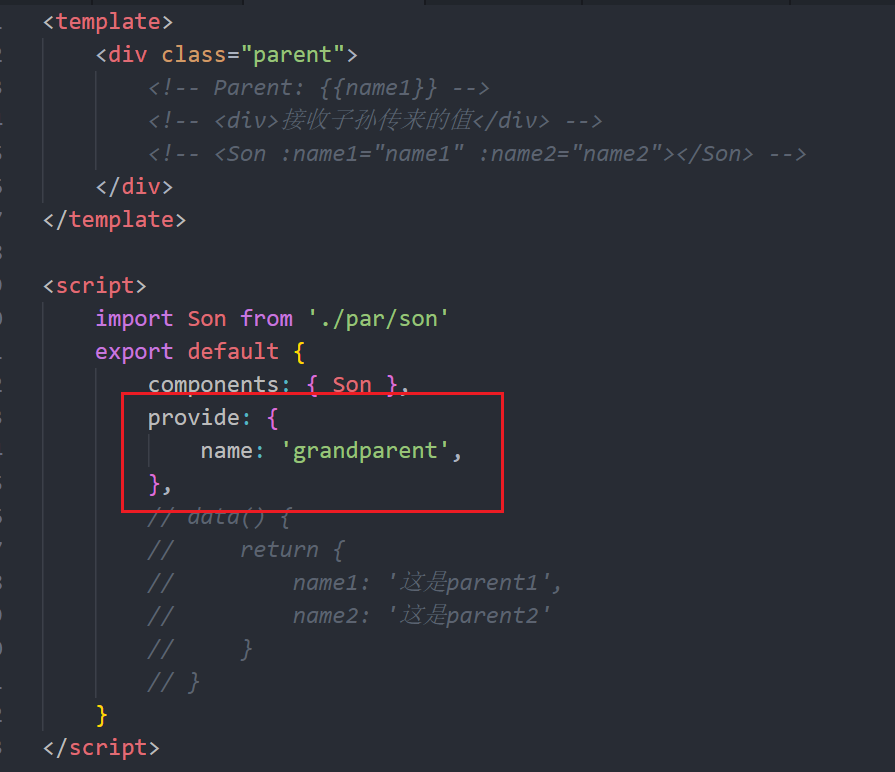 <template>
    <div class="parent">
        <!-- Parent: {{name1}} -->
        <!-- <div>接收子孙传来的值</div> -->
        <!-- <Son :name1="name1" :name2="name2"></Son> -->
    </div>
</template>
<script>
    import Son from './par/son'
    export default {
        components: { Son },
        provide: {
            name: 'grandparent',
        },
        // data() {
        //     return {
        //         name1: '这是parent1',
        //         name2: '这是parent2'
        //     }
        // }
    }
</script>